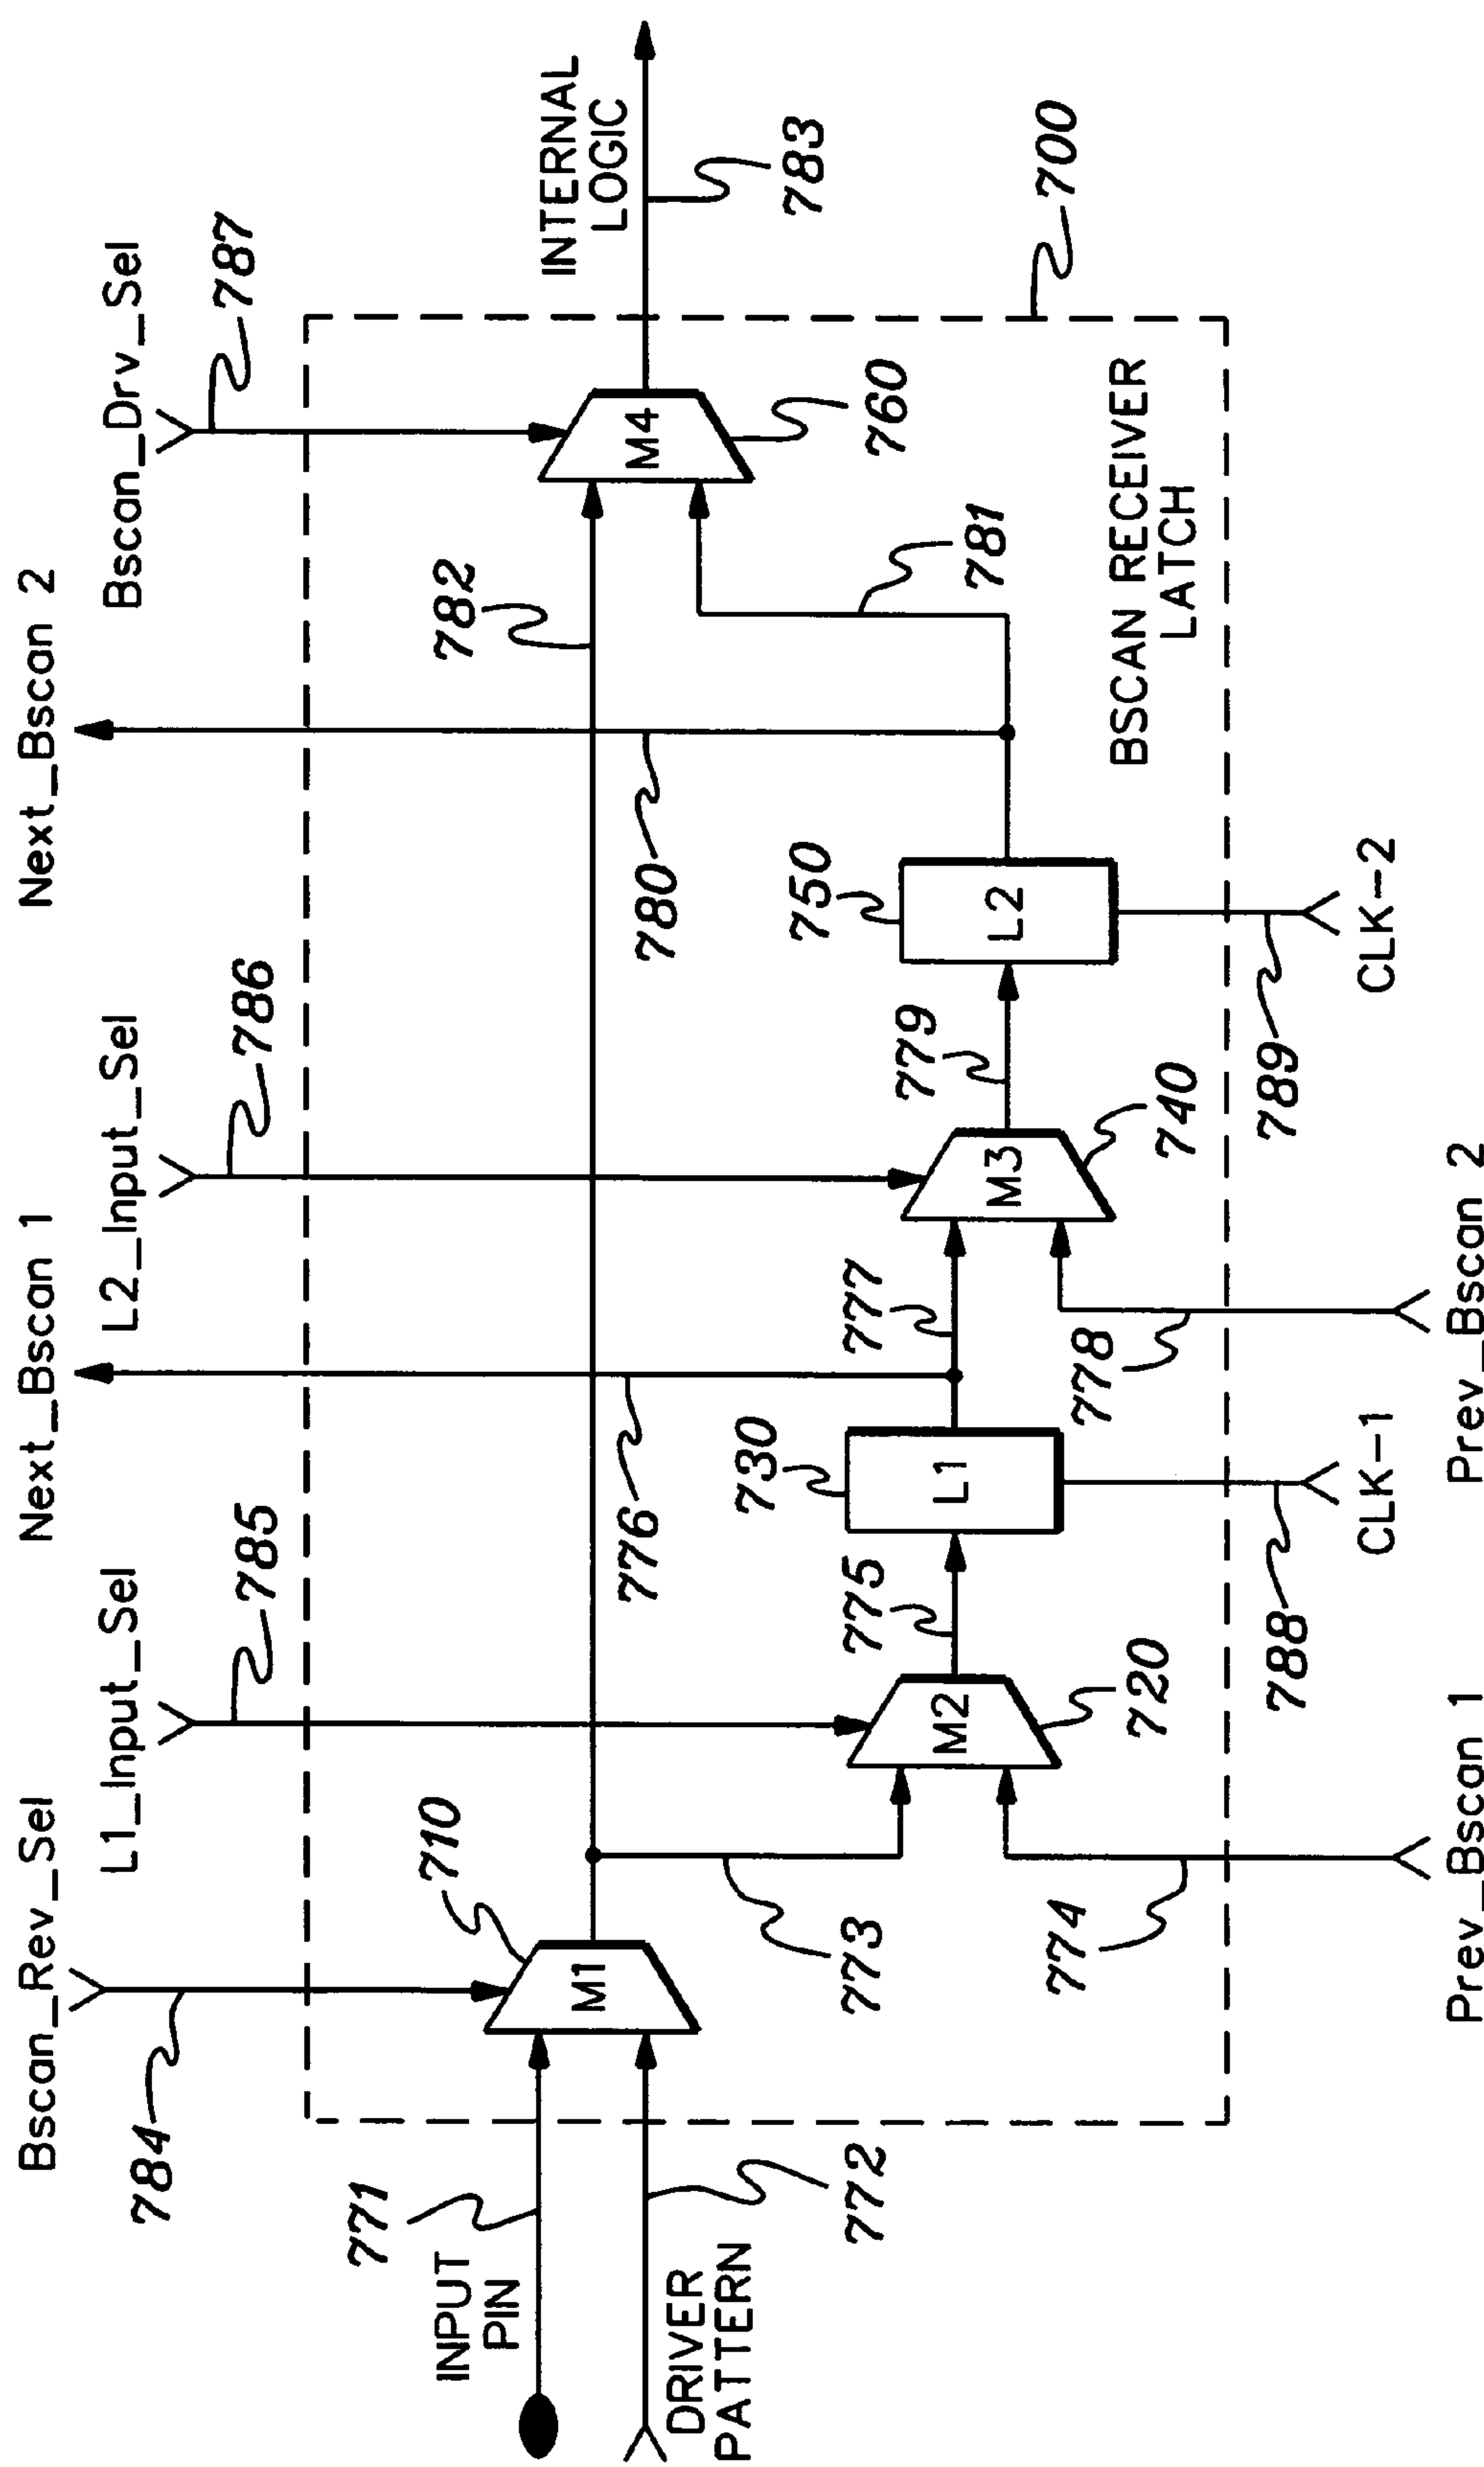 Bscan_Rev_Sel
784
L1_Input_Sel
785
Next_Bscan 1
L2_Input_Sel
786
Next_Bscan 2
Bscan_Drv_Sel
787
771
INPUT
PIN
DRIVER
PATTERN
772
710
M1
773
774
M2
720
775
776
730
L1
777
778
M3
740
779
780
750
L2
782
781
M4
760
INTERNAL
LOGIC
783
700
BSCAN RECEIVER
LATCH
788
CLK-1
789
CLK-2
Prev_Bscan 1
Prev_Bscan 2